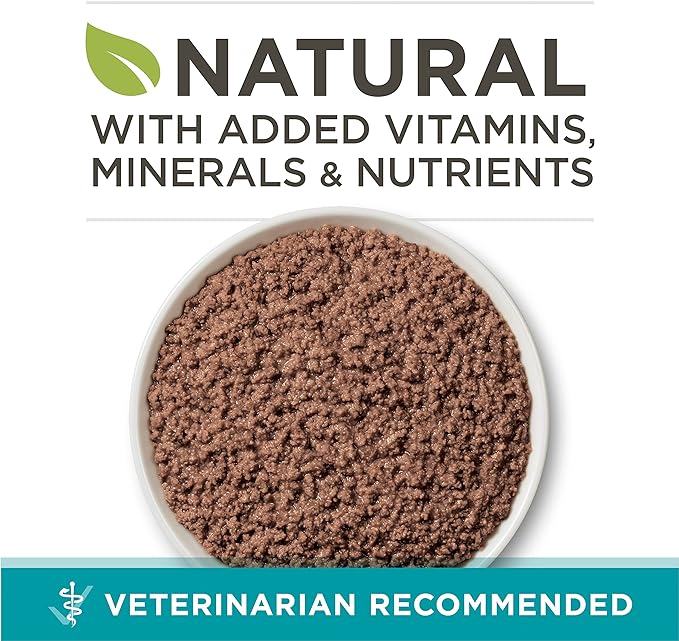 NATURAL
WITH ADDED VITAMINS,
MINERALS & NUTRIENTS
VETERINARIAN RECOMMENDED